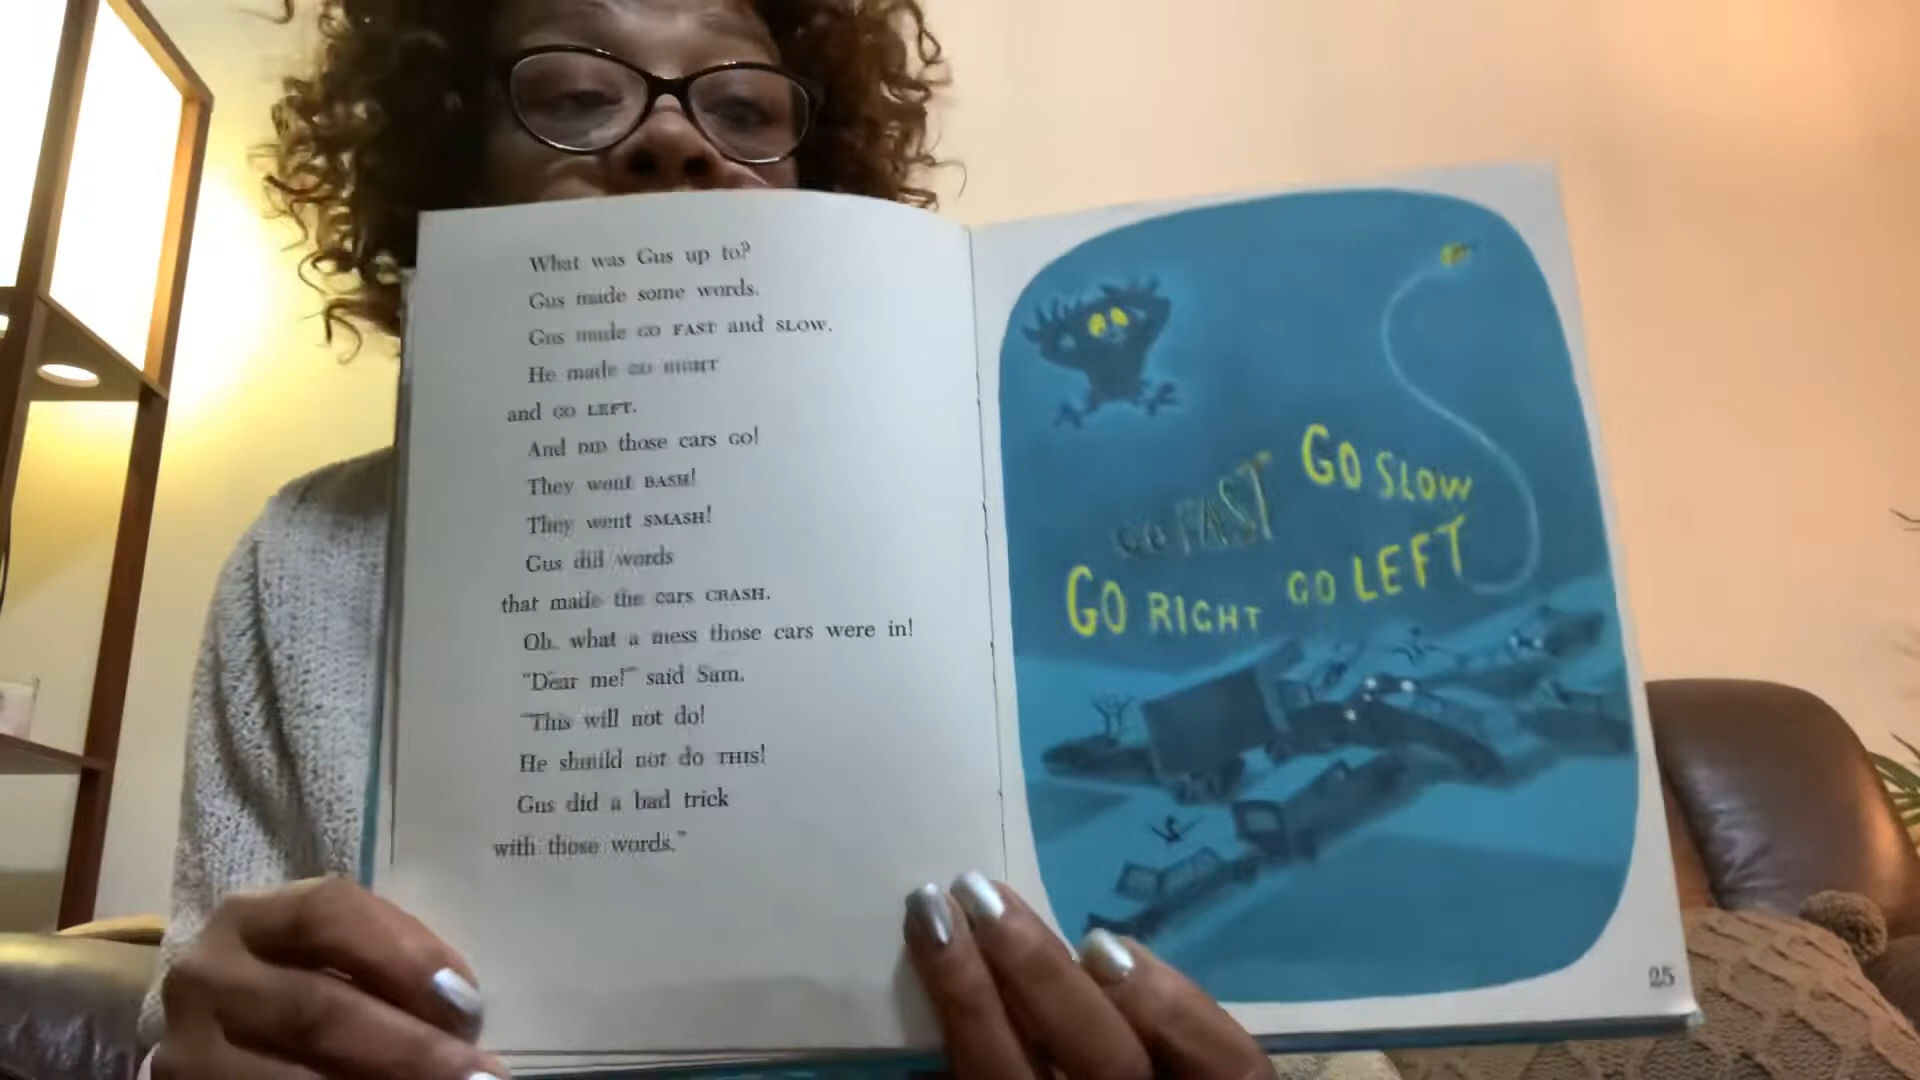 What was Gus up to?
Gus made some words.
Gus made GO FAST and SLOW.
He made GO RIGHT
and GO LEFT.
And DID those cars GO!
They went BASH!
They went SMASH!
Gus did words
that made the cars CRASH.
Oh, what a mess those cars were in!
"Dear me!" said Sam.
"This will not do!
He should not do THIS!
Gus did a bad trick
with those words."
GO FAST GO SLOW
GO RIGHT GO LEFT
25